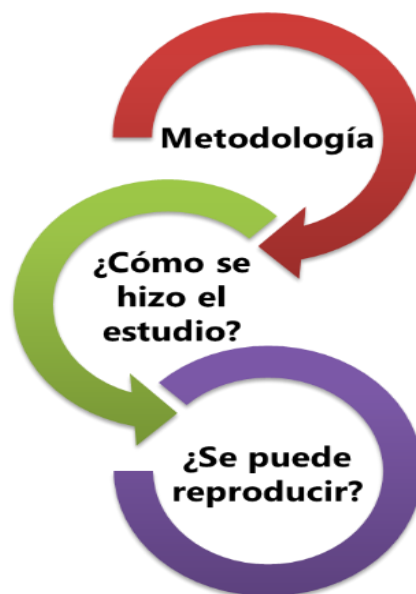 Metodología
¿Cómo se
hizo el
estudio?
¿Se puede
reproducir?